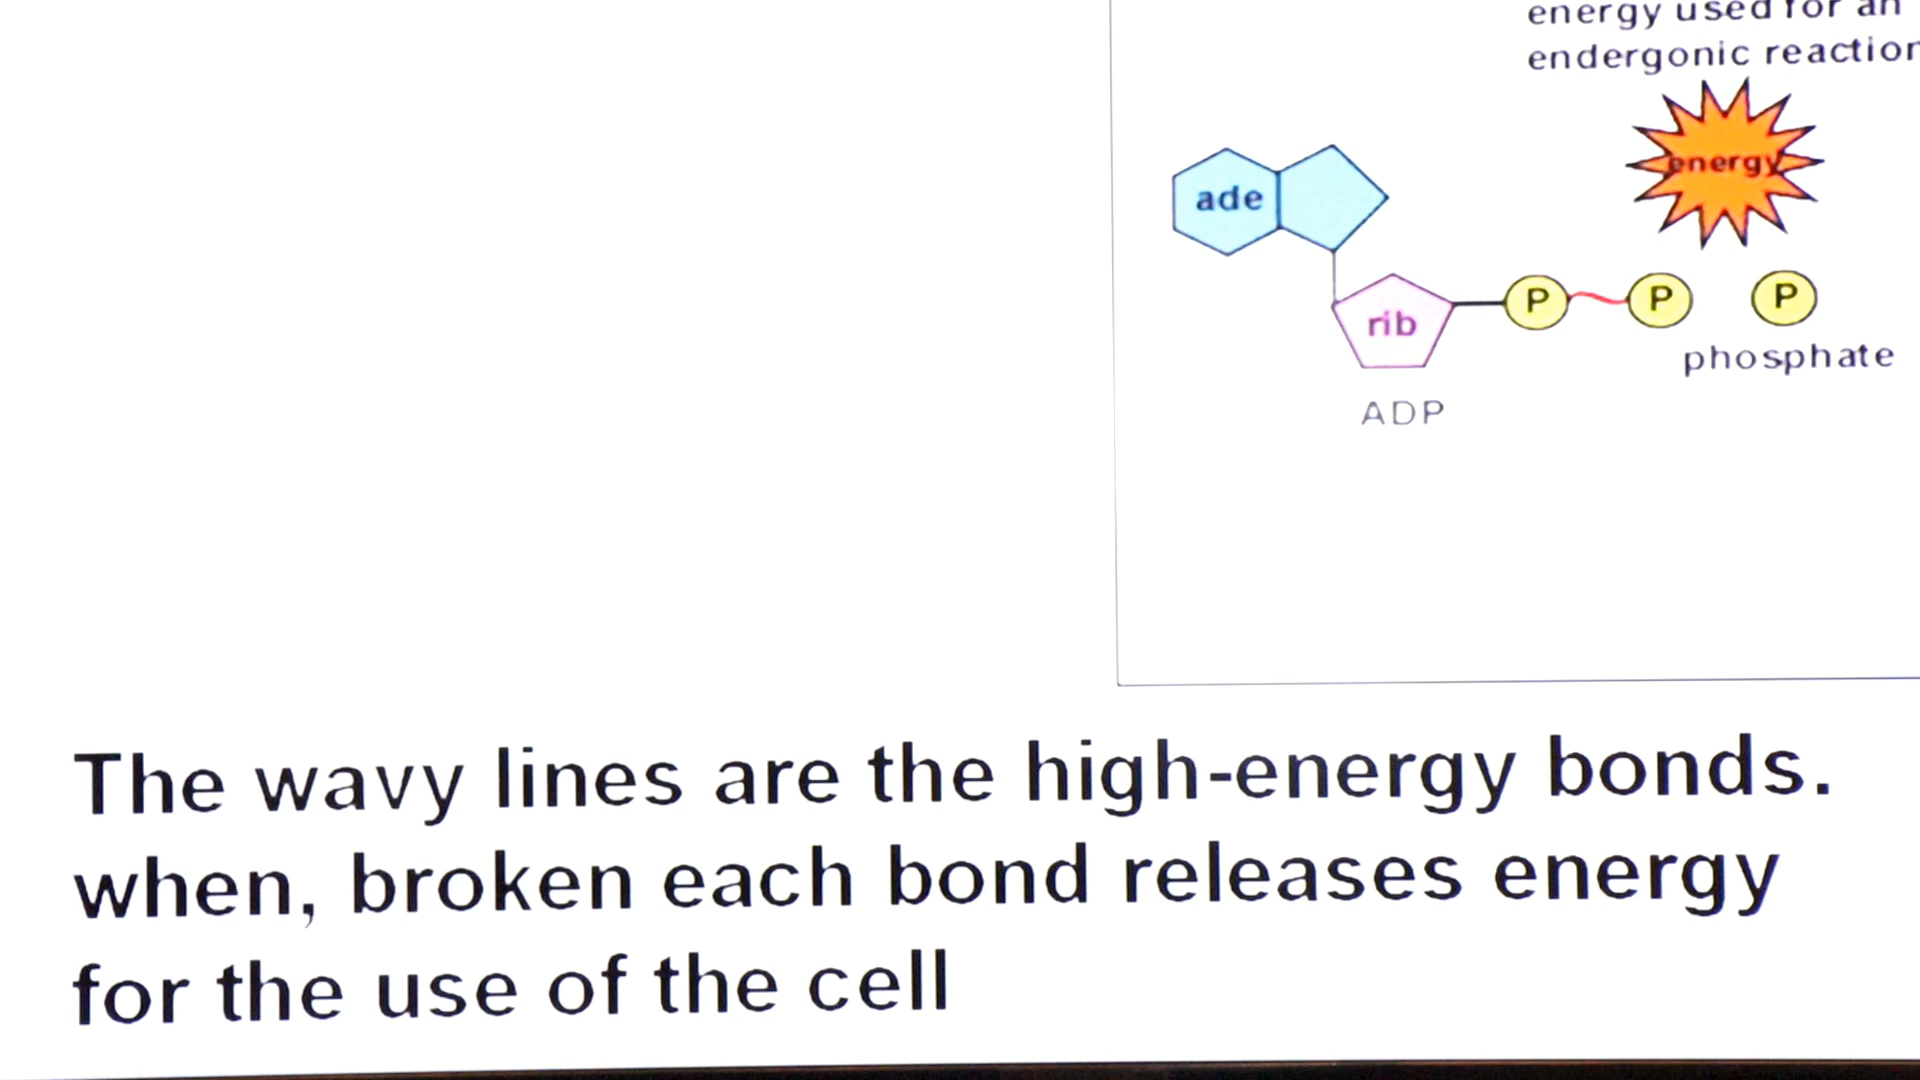 energy used for an
endergonic reaction
energy
ade
rib
P
P
P
phosphate
ADP
The wavy lines are the high-energy bonds.
when, broken each bond releases energy
for the use of the cell